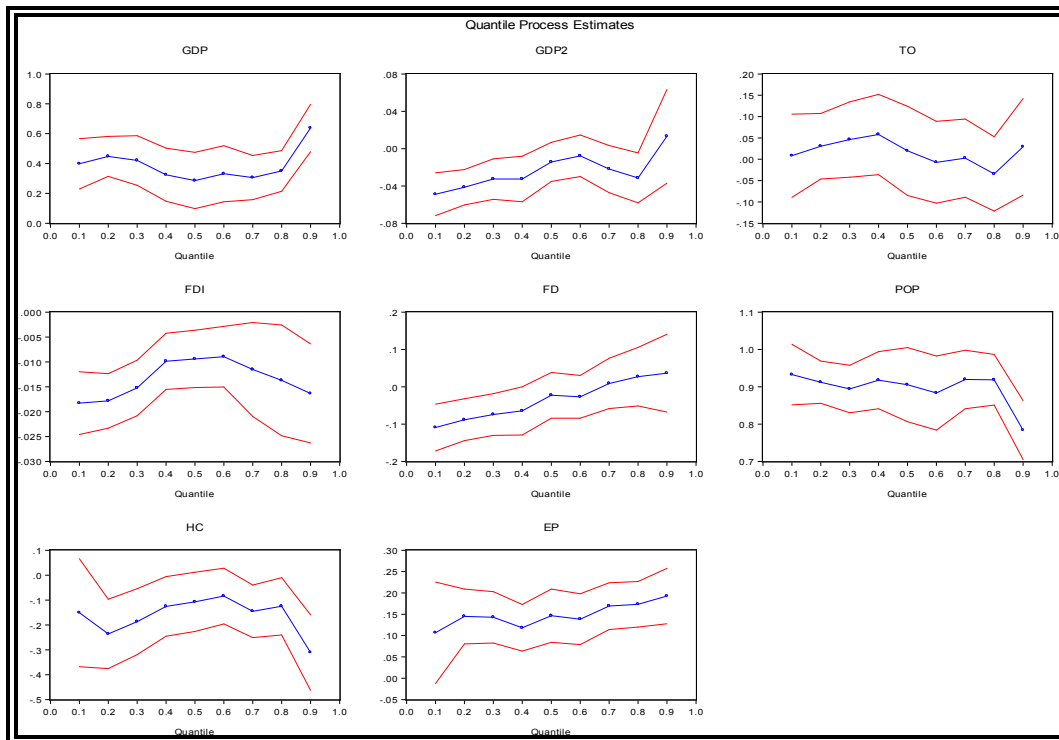 Quantile Process Estimates
GDP
1.0
0.8
0.6
0.4
0.2
0.0
0.0 0.1 0.2 0.3 0.4 0.5 0.6 0.7 0.8 0.9 1.0
Quantile
GDP2
.08
.04
.00
-.04
-.08
0.0 0.1 0.2 0.3 0.4 0.5 0.6 0.7 0.8 0.9 1.0
Quantile
TO
.20
.15
.10
.05
.00
-.05
-.10
-.15
0.0 0.1 0.2 0.3 0.4 0.5 0.6 0.7 0.8 0.9 1.0
Quantile
FDI
.000
-.005
-.010
-.015
-.020
-.025
-.030
0.0 0.1 0.2 0.3 0.4 0.5 0.6 0.7 0.8 0.9 1.0
Quantile
FD
.2
.1
.0
-.1
-.2
0.0 0.1 0.2 0.3 0.4 0.5 0.6 0.7 0.8 0.9 1.0
Quantile
POP
1.1
1.0
0.9
0.8
0.7
0.0 0.1 0.2 0.3 0.4 0.5 0.6 0.7 0.8 0.9 1.0
Quantile
HC
.1
.0
-.1
-.2
-.3
-.4
-.5
0.0 0.1 0.2 0.3 0.4 0.5 0.6 0.7 0.8 0.9 1.0
Quantile
EP
.30
.25
.20
.15
.10
.05
.00
-.05
0.0 0.1 0.2 0.3 0.4 0.5 0.6 0.7 0.8 0.9 1.0
Quantile